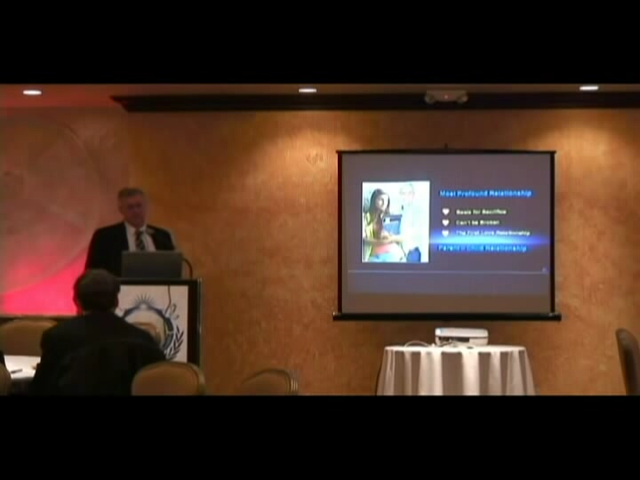 Most Profound Relationship
Basis for Sacrifice
Can't be Broken
The First Love Relationship
Parent-Child Relationship